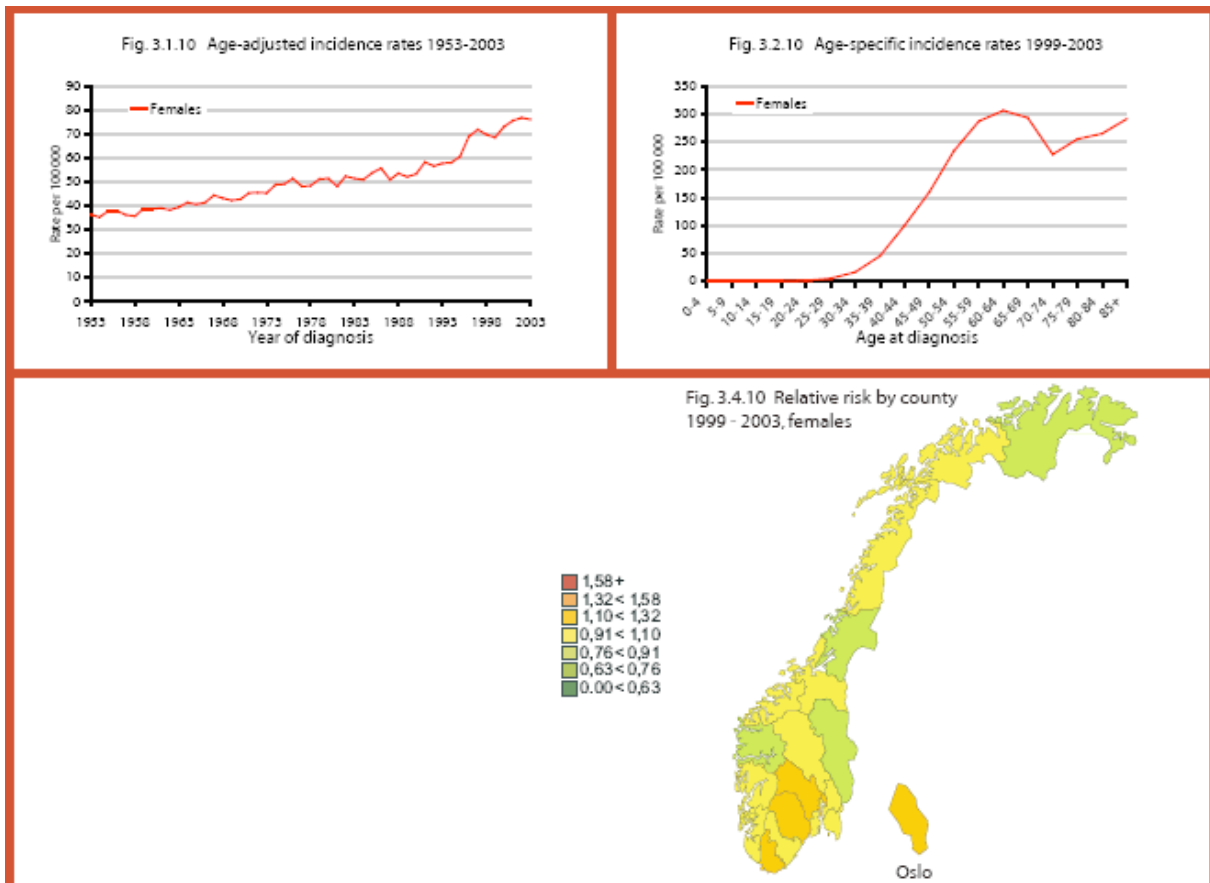 Fig. 3.1.10 Age-adjusted incidence rates 1953-2003
90
80
70
60
50
40
30
20
10
0
Rate per 100 000
Females
1953 1958 1963 1968 1973 1978 1983 1988 1993 1998 2003
Year of diagnosis
Fig. 3.2.10 Age-specific incidence rates 1999-2003
350
300
250
200
150
100
50
0
Rate per 100 000
Females
0-4 5-9 10-14 15-19 20-24 25-29 30-34 35-39 40-44 45-49 50-54 55-59 60-64 65-69 70-74 75-79 80-84 85+
Age at diagnosis
Fig. 3.4.10 Relative risk by county
1999 - 2003, females
1,58+
1,32 < 1,58
1,10 < 1,32
0,91 < 1,10
0,76 < 0,91
0,63 < 0,76
0.00 < 0,63
Oslo